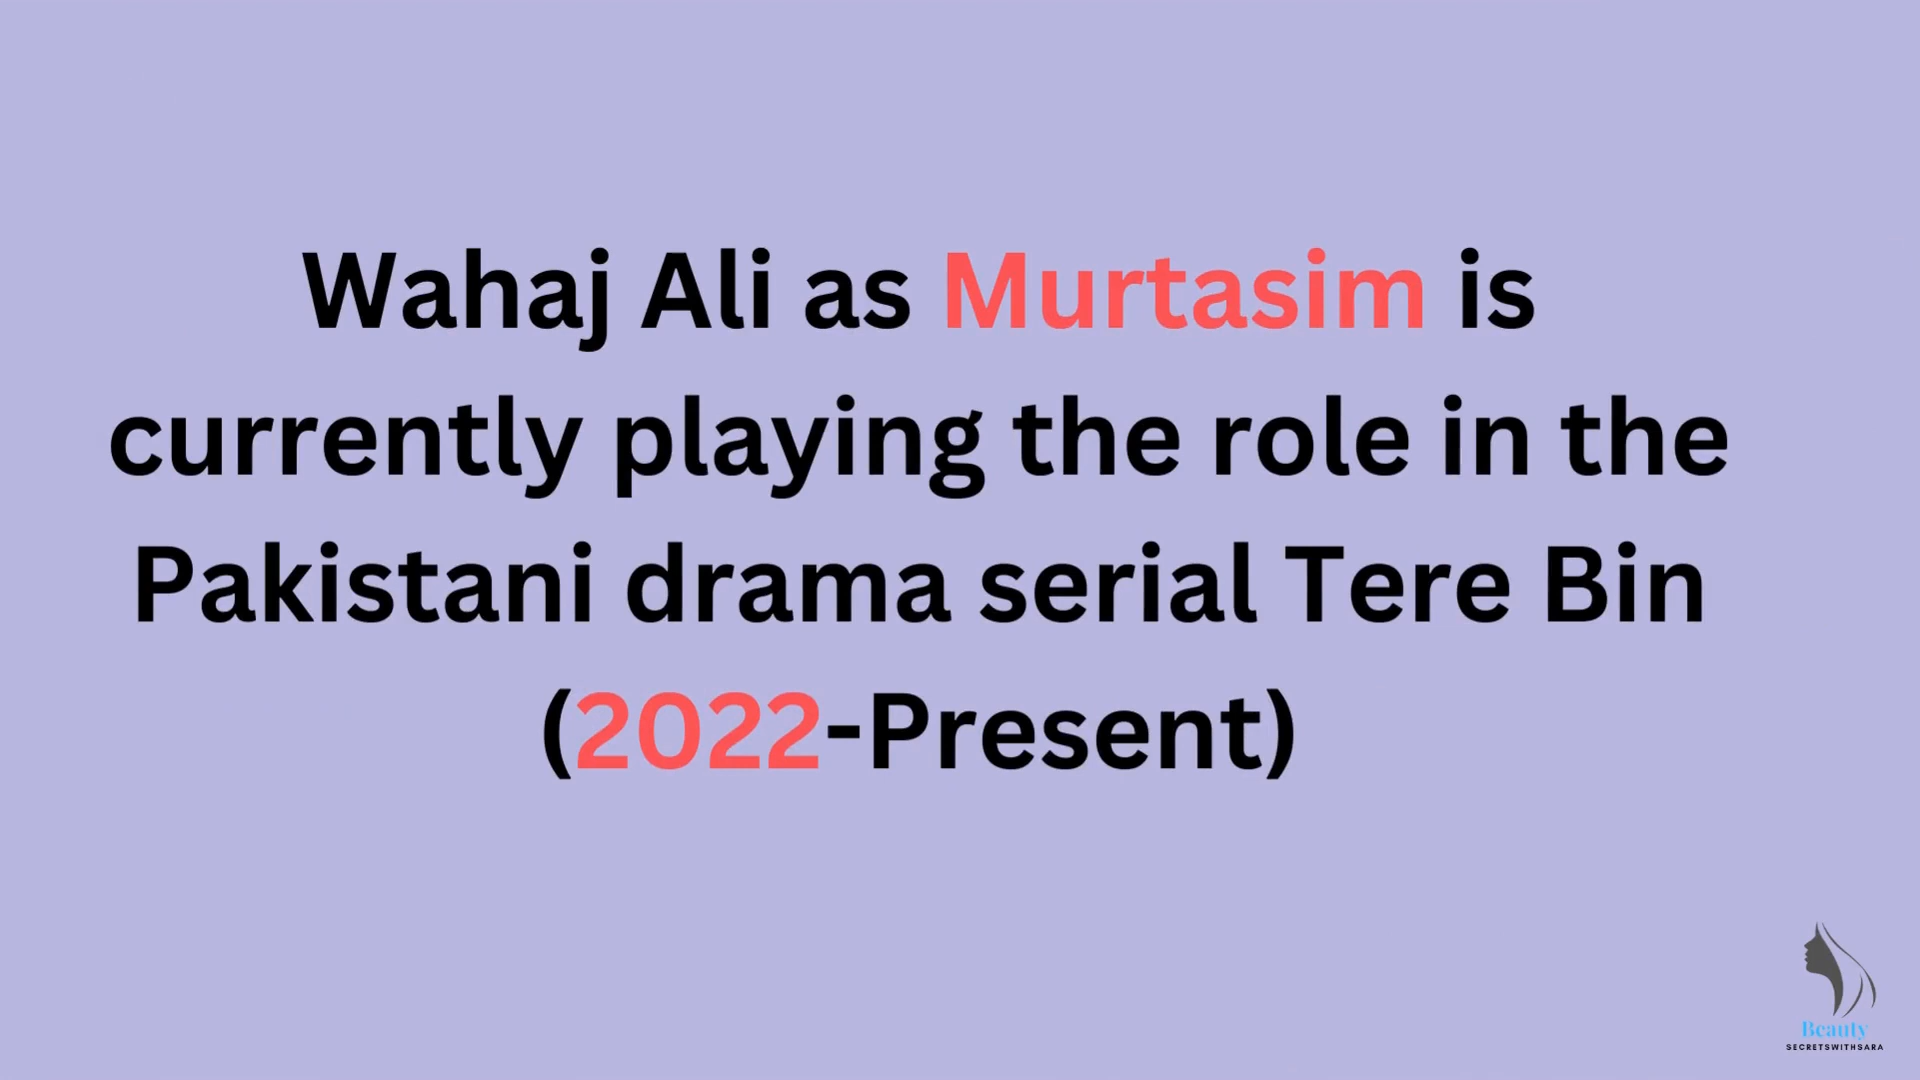 Wahaj Ali as Murtasim is
currently playing the role in the
Pakistani drama serial Tere Bin
(2022-Present)
Beauty
SECRETSWITHSARA